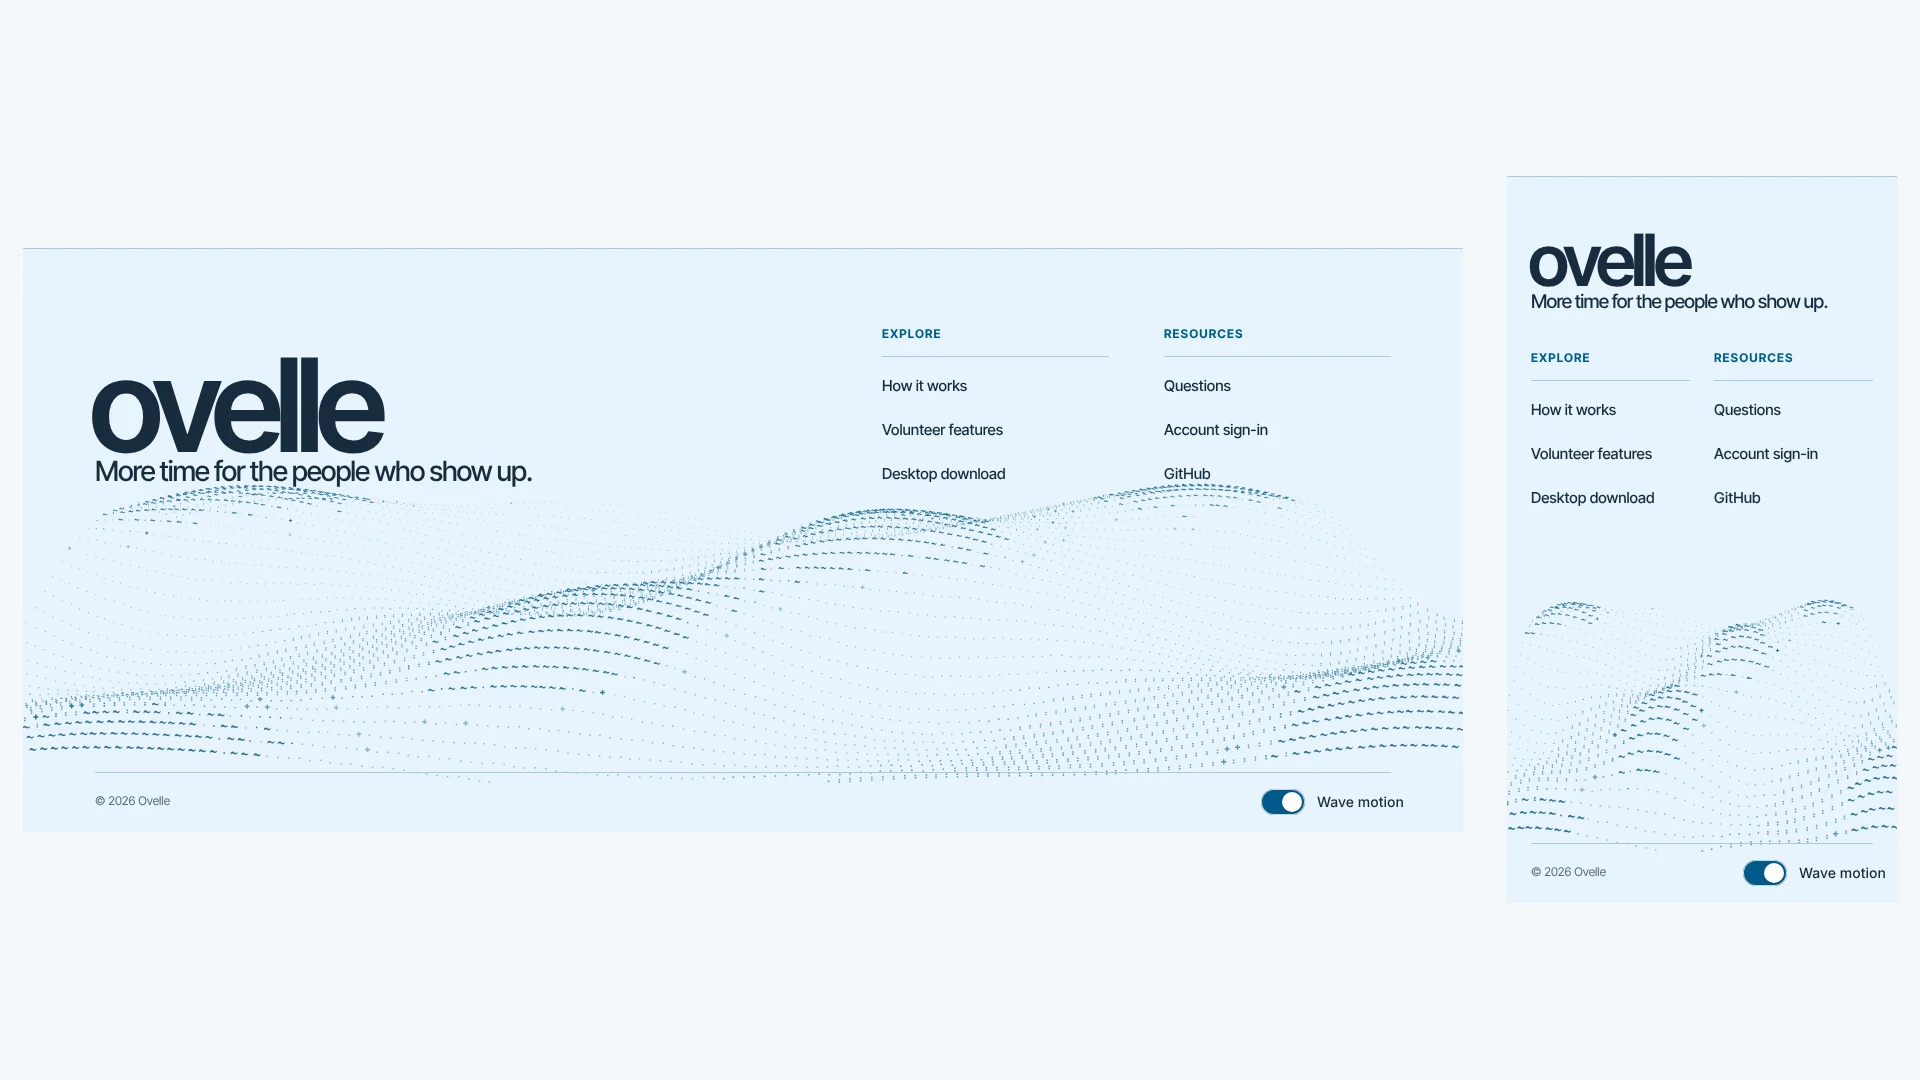 ovelle
More time for the people who show up.
EXPLORE
How it works
Volunteer features
Desktop download
RESOURCES
Questions
Account sign-in
GitHub
© 2026 Ovelle
Wave motion
ovelle
More time for the people who show up.
EXPLORE
How it works
Volunteer features
Desktop download
RESOURCES
Questions
Account sign-in
GitHub
© 2026 Ovelle
Wave motion